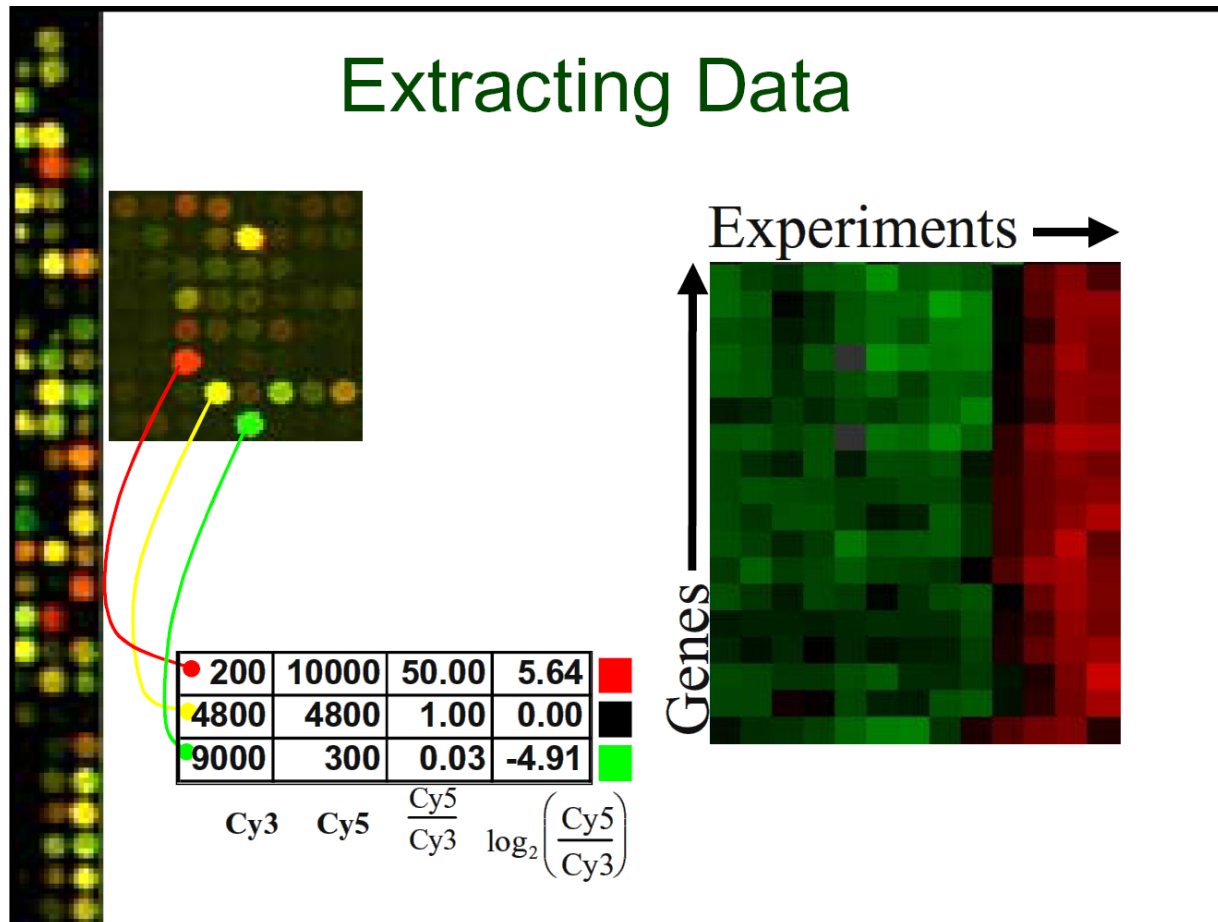 Extracting Data
Experiments
Genes
200 10000 50.00 5.64
4800 4800 1.00 0.00
9000 300 0.03 -4.91
Cy3 Cy5 Cy5/Cy3 log2(Cy5/Cy3)